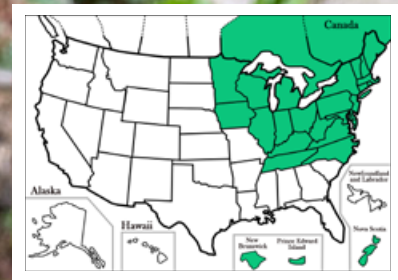 Canada
Newfoundland
and Labrador
Alaska
Hawaii
New
Brunswick
Prince Edward
Island
Nova Scotia